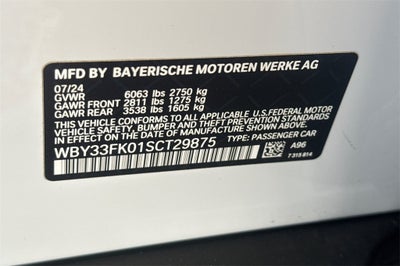 MFD BY BAYERISCHE MOTOREN WERKE AG
07/24
GVWR 6063 lbs 2750 kg
GAWR FRONT 2811 lbs 1275 kg
GAWR REAR 3538 lbs 1605 kg
THIS VEHICLE CONFORMS TO ALL APPLICABLE U.S.FEDERAL MOTOR
VEHICLE SAFETY, BUMPER AND THEFT PREVENTION STANDARDS IN
EFFECT ON THE DATE OF MANUFACTURE SHOWN ABOVE.
WBY33FK01SCT29875 TYPE: PASSENGER CAR
A96
7 315 814